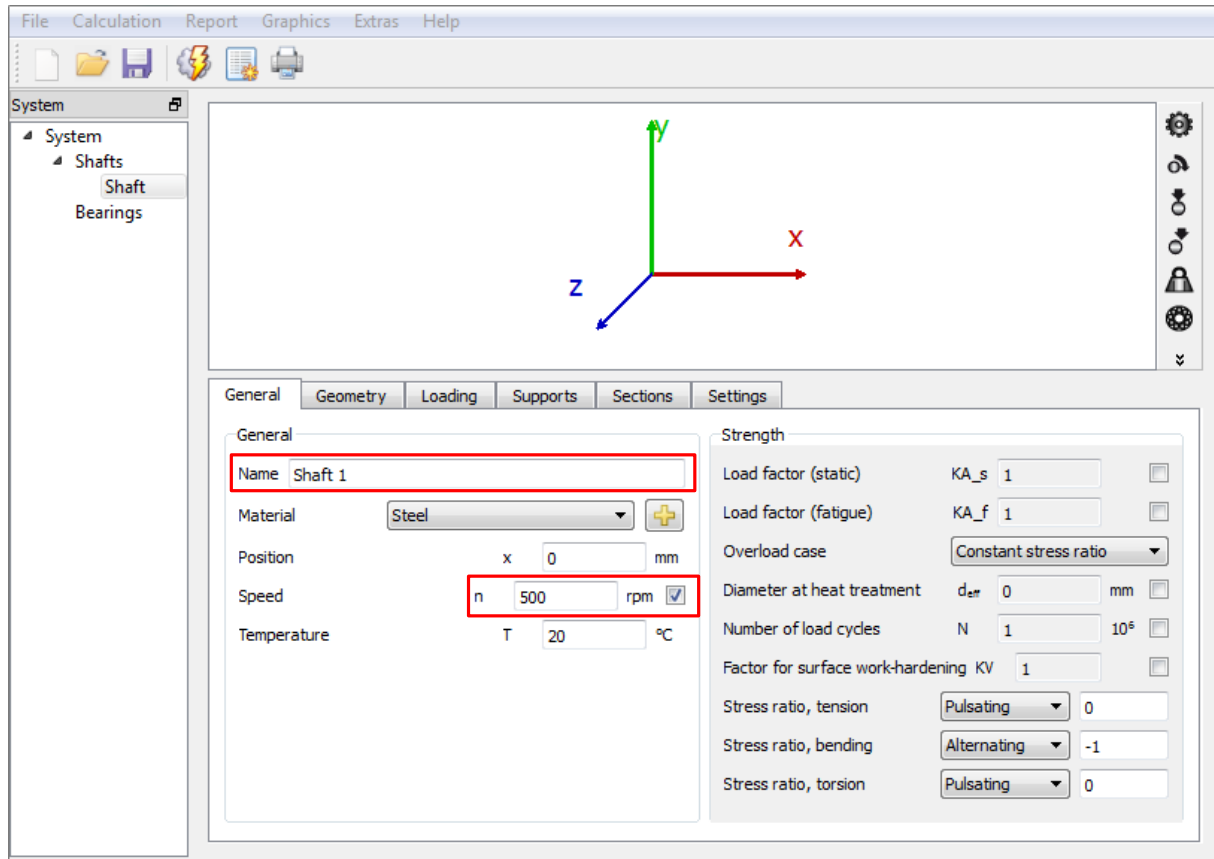 File Calculation Report Graphics Extras Help
System
System
Shafts
Shaft
Bearings
y
x
z
General Geometry Loading Supports Sections Settings
General
Name Shaft 1
Material Steel
Position x 0 mm
Speed n 500 rpm
Temperature T 20 °C
Strength
Load factor (static) KA_s 1
Load factor (fatigue) KA_f 1
Overload case Constant stress ratio
Diameter at heat treatment deff 0 mm
Number of load cycles N 1 10⁶
Factor for surface work-hardening KV 1
Stress ratio, tension Pulsating 0
Stress ratio, bending Alternating -1
Stress ratio, torsion Pulsating 0